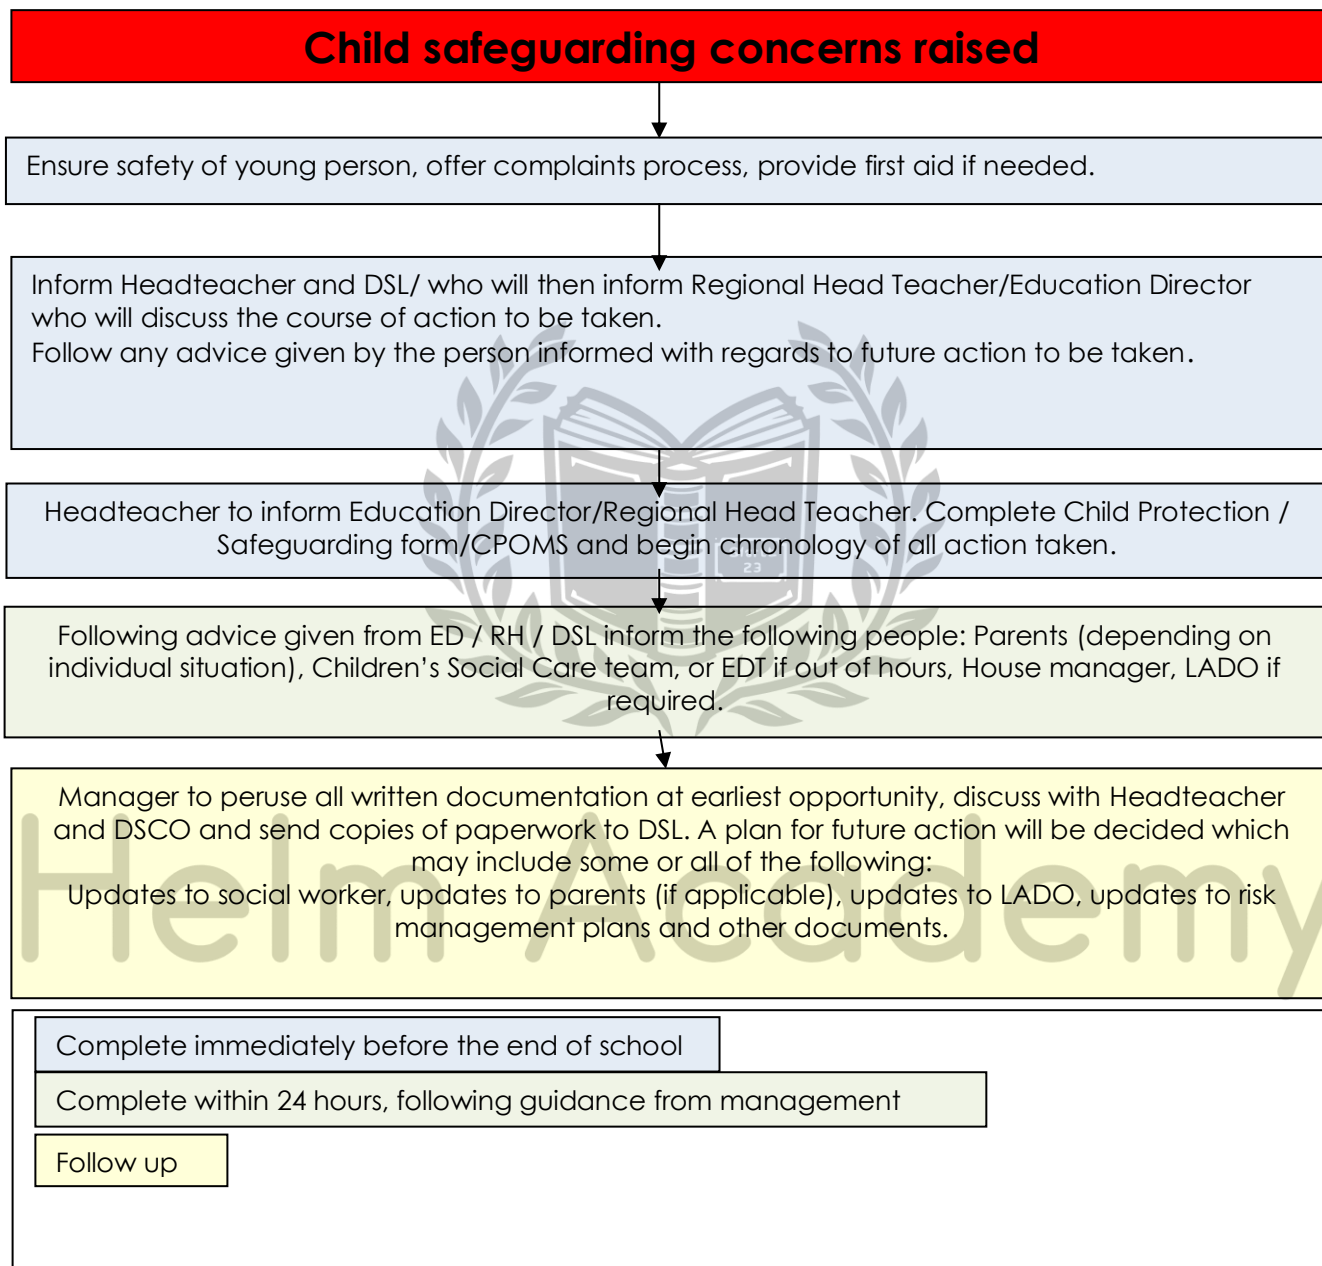 Child safeguarding concerns raised
Ensure safety of young person, offer complaints process, provide first aid if needed.
Inform Headteacher and DSL/ who will then inform Regional Head Teacher/Education Director
who will discuss the course of action to be taken.
Follow any advice given by the person informed with regards to future action to be taken.
Headteacher to inform Education Director/Regional Head Teacher. Complete Child Protection /
Safeguarding form/CPOMS and begin chronology of all action taken.
23
Following advice given from ED / RH / DSL inform the following people: Parents (depending on
individual situation), Children’s Social Care team, or EDT if out of hours, House manager, LADO if
required.
Manager to peruse all written documentation at earliest opportunity, discuss with Headteacher
and DSCO and send copies of paperwork to DSL. A plan for future action will be decided which
may include some or all of the following:
Updates to social worker, updates to parents (if applicable), updates to LADO, updates to risk
management plans and other documents.
Helm Academy
Complete immediately before the end of school
Complete within 24 hours, following guidance from management
Follow up